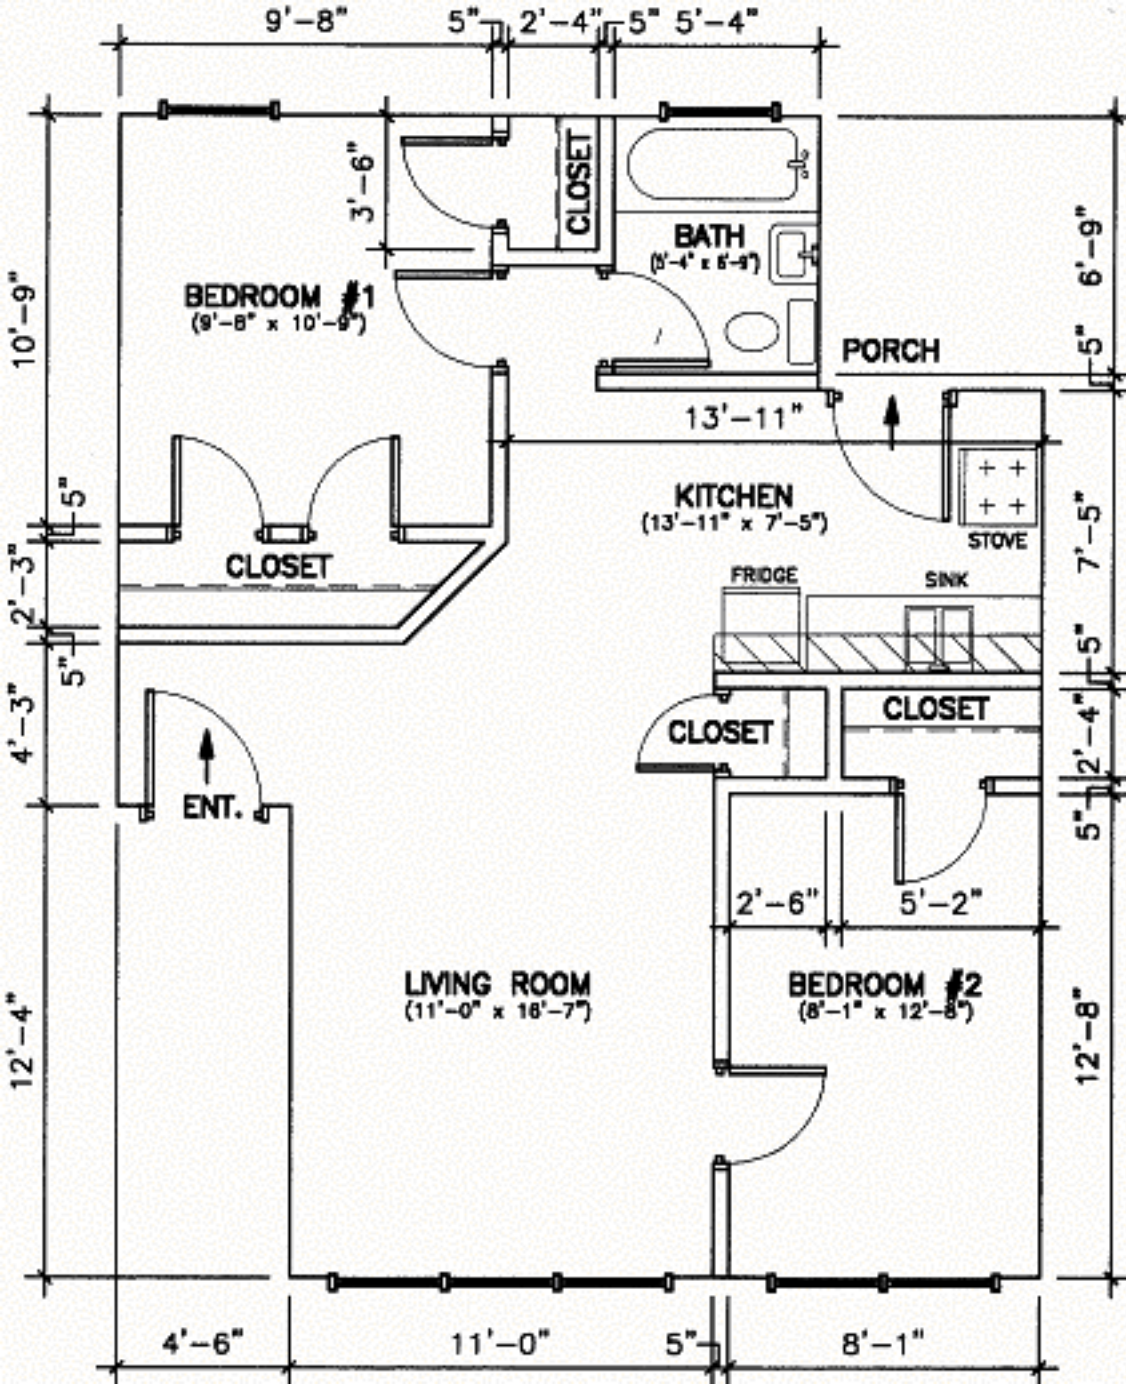 9'-8" 5" 2'-4" 5" 5'-4"
3'-6"
CLOSET
BATH
(5'-4" x 6'-9")
6'-9"
10'-9"
BEDROOM #1
(9'-8" x 10'-9")
PORCH
5"
13'-11"
KITCHEN
(13'-11" x 7'-5")
7'-5"
STOVE
5"
CLOSET
FRIDGE
SINK
2'-3"
5"
5"
CLOSET
CLOSET
2'-4"
4'-3"
ENT.
5"
2'-6" 5'-2"
LIVING ROOM
(11'-0" x 16'-7")
BEDROOM #2
(8'-1" x 12'-8")
12'-4"
12'-8"
4'-6" 11'-0" 5" 8'-1"